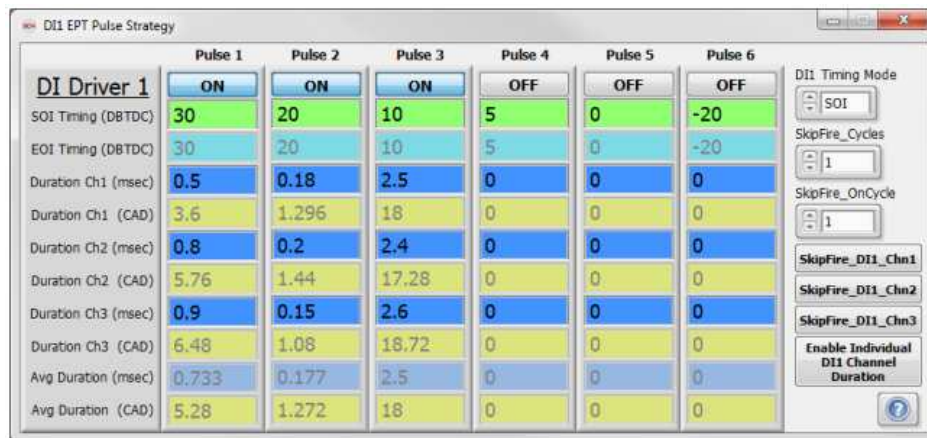 DI1 EPT Pulse Strategy
Pulse 1 Pulse 2 Pulse 3 Pulse 4 Pulse 5 Pulse 6
DI Driver 1 ON ON ON OFF OFF OFF
SOI Timing (DBTDC) 30 20 10 5 0 -20
EOI Timing (DBTDC) 30 20 10 5 0 -20
Duration Ch1 (msec) 0.5 0.18 2.5 0 0 0
Duration Ch1 (CAD) 3.6 1.296 18 0 0 0
Duration Ch2 (msec) 0.8 0.2 2.4 0 0 0
Duration Ch2 (CAD) 5.76 1.44 17.28 0 0 0
Duration Ch3 (msec) 0.9 0.15 2.6 0 0 0
Duration Ch3 (CAD) 6.48 1.08 18.72 0 0 0
Avg Duration (msec) 0.733 0.177 2.5 0 0 0
Avg Duration (CAD) 5.28 1.272 18 0 0 0
DI1 Timing Mode
SOI
SkipFire_Cycles
1
SkipFire_OnCycle
1
SkipFire_DI1_Chn1
SkipFire_DI1_Chn2
SkipFire_DI1_Chn3
Enable Individual
DI1 Channel
Duration
?